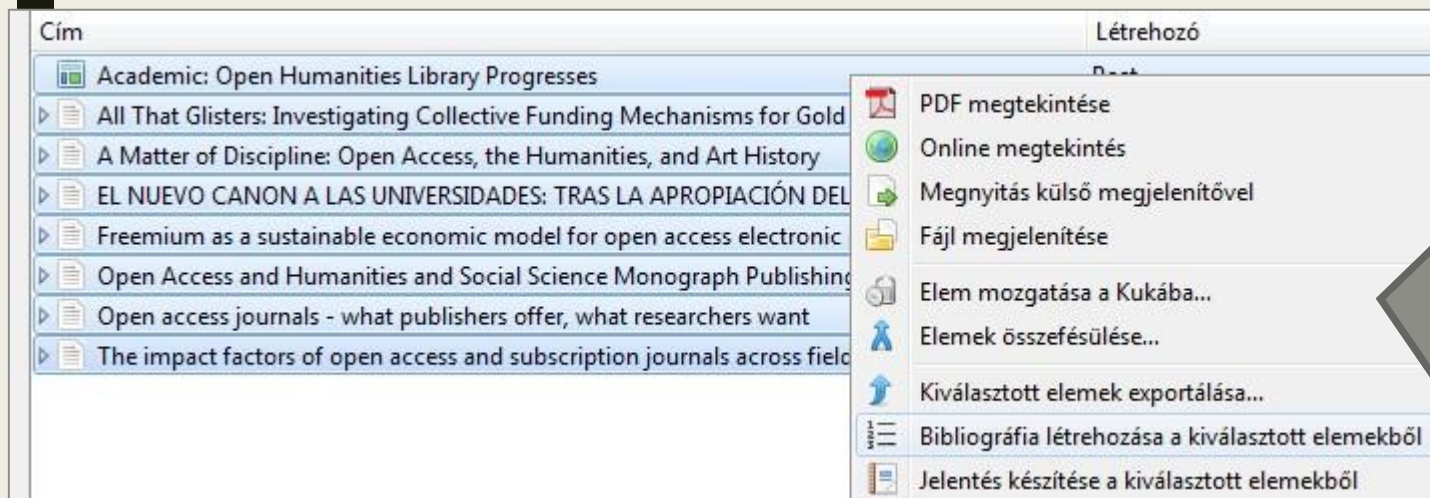 Cím
Létrehozó
Academic: Open Humanities Library Progresses
All That Glisters: Investigating Collective Funding Mechanisms for Gold
A Matter of Discipline: Open Access, the Humanities, and Art History
EL NUEVO CANON A LAS UNIVERSIDADES: TRAS LA APROPIACIÓN DEL
Freemium as a sustainable economic model for open access electronic
Open Access and Humanities and Social Science Monograph Publishing
Open access journals - what publishers offer, what researchers want
The impact factors of open access and subscription journals across field
PDF megtekintése
Online megtekintés
Megnyitás külső megjelenítővel
Fájl megjelenítése
Elem mozgatása a Kukába...
Elemek összefésülése...
Kiválasztott elemek exportálása...
Bibliográfia létrehozása a kiválasztott elemekből
Jelentés készítése a kiválasztott elemekből